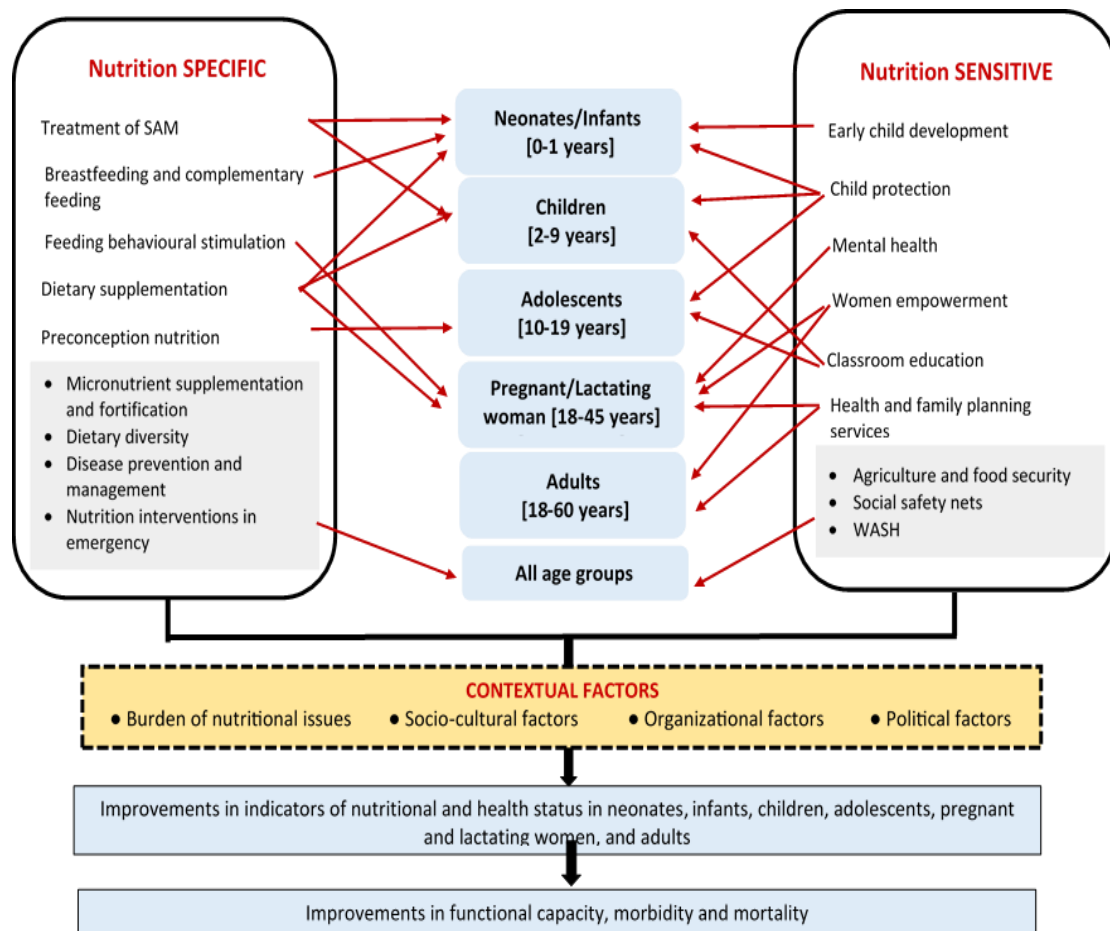 Nutrition SPECIFIC
Treatment of SAM
Breastfeeding and complementary
feeding
Feeding behavioural stimulation
Dietary supplementation
Preconception nutrition
• Micronutrient supplementation
and fortification
• Dietary diversity
• Disease prevention and
management
• Nutrition interventions in
emergency
Neonates/Infants
[0-1 years]
Children
[2-9 years]
Adolescents
[10-19 years]
Pregnant/Lactating
woman [18-45 years]
Adults
[18-60 years]
All age groups
Nutrition SENSITIVE
Early child development
Child protection
Mental health
Women empowerment
Classroom education
Health and family planning
services
• Agriculture and food security
• Social safety nets
• WASH
CONTEXTUAL FACTORS
● Burden of nutritional issues ● Socio-cultural factors ● Organizational factors ● Political factors
Improvements in indicators of nutritional and health status in neonates, infants, children, adolescents, pregnant
and lactating women, and adults
Improvements in functional capacity, morbidity and mortality